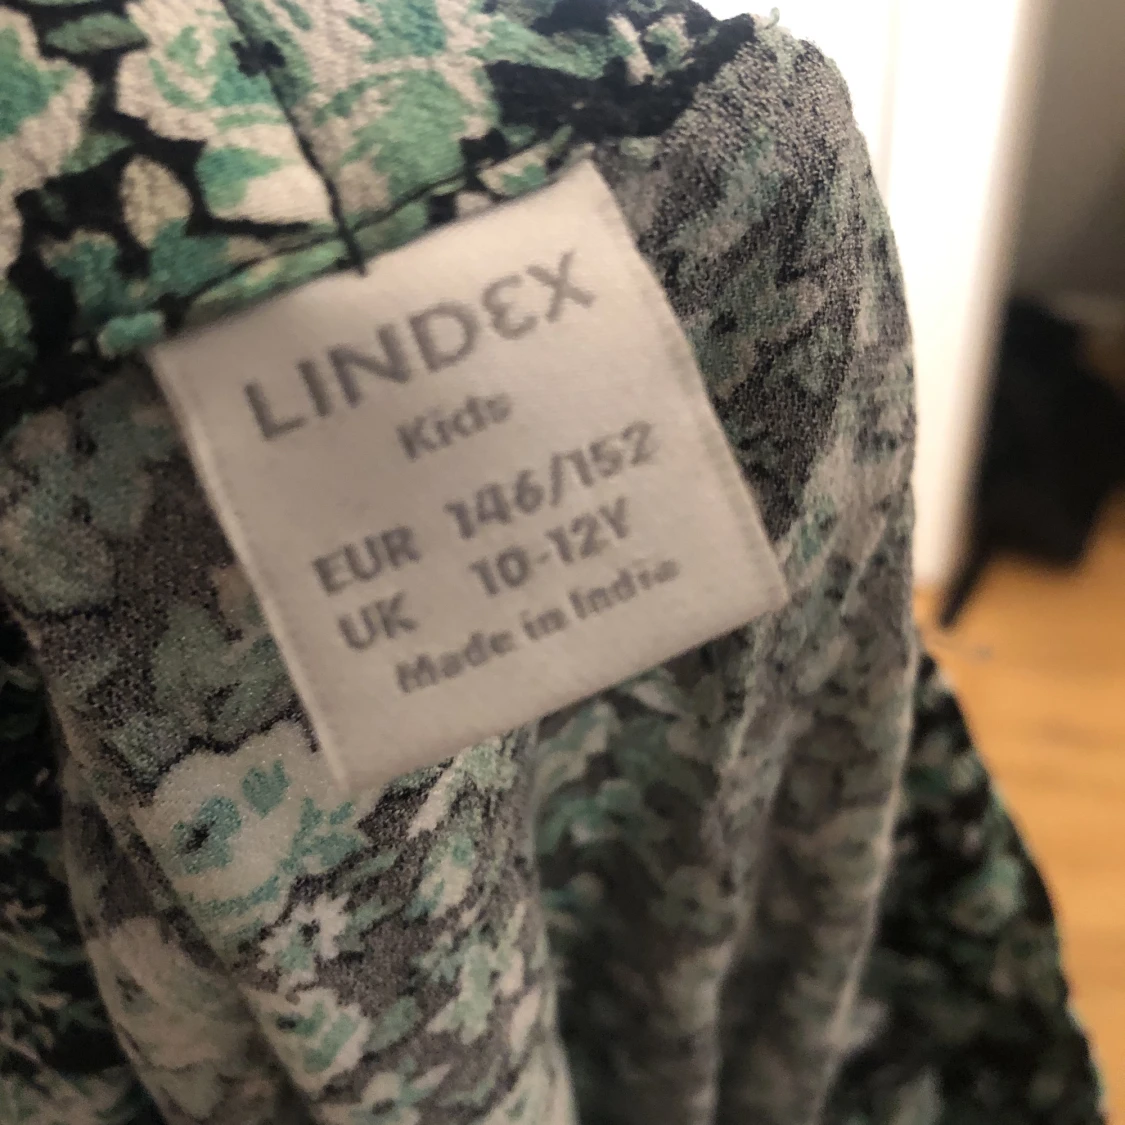 LINDEX
Kids
EUR 146/152
UK 10-12Y
Made in India